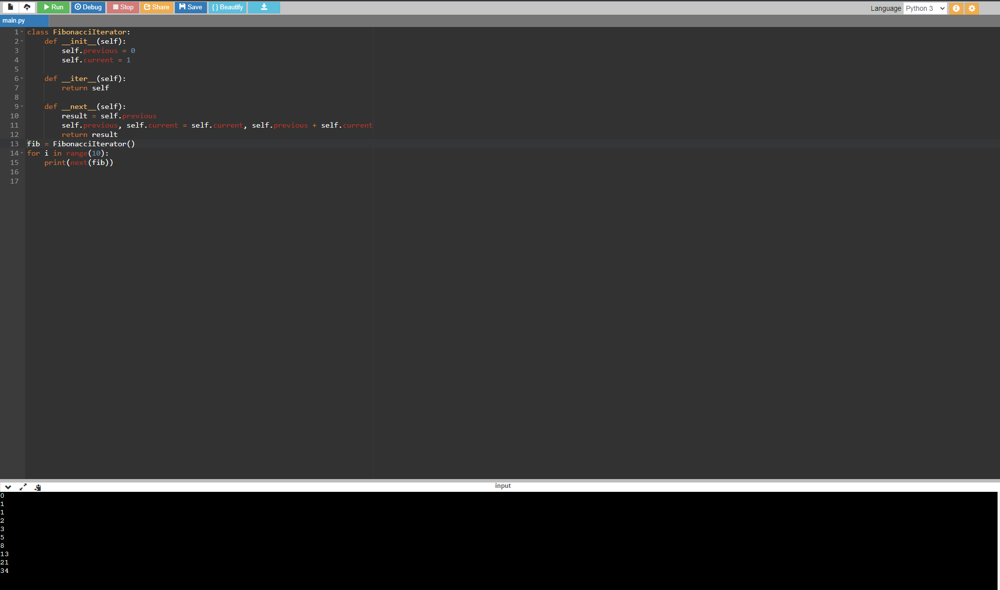 Run Debug Stop Share Save { } Beautify Language Python 3
main.py
1 class FibonacciIterator:
2     def __init__(self):
3         self.previous = 0
4         self.current = 1
5
6     def __iter__(self):
7         return self
8
9     def __next__(self):
10         result = self.previous
11         self.previous, self.current = self.current, self.previous + self.current
12         return result
13 fib = FibonacciIterator()
14 for i in range(10):
15     print(next(fib))
16
17
input
0
1
1
2
3
5
8
13
21
34